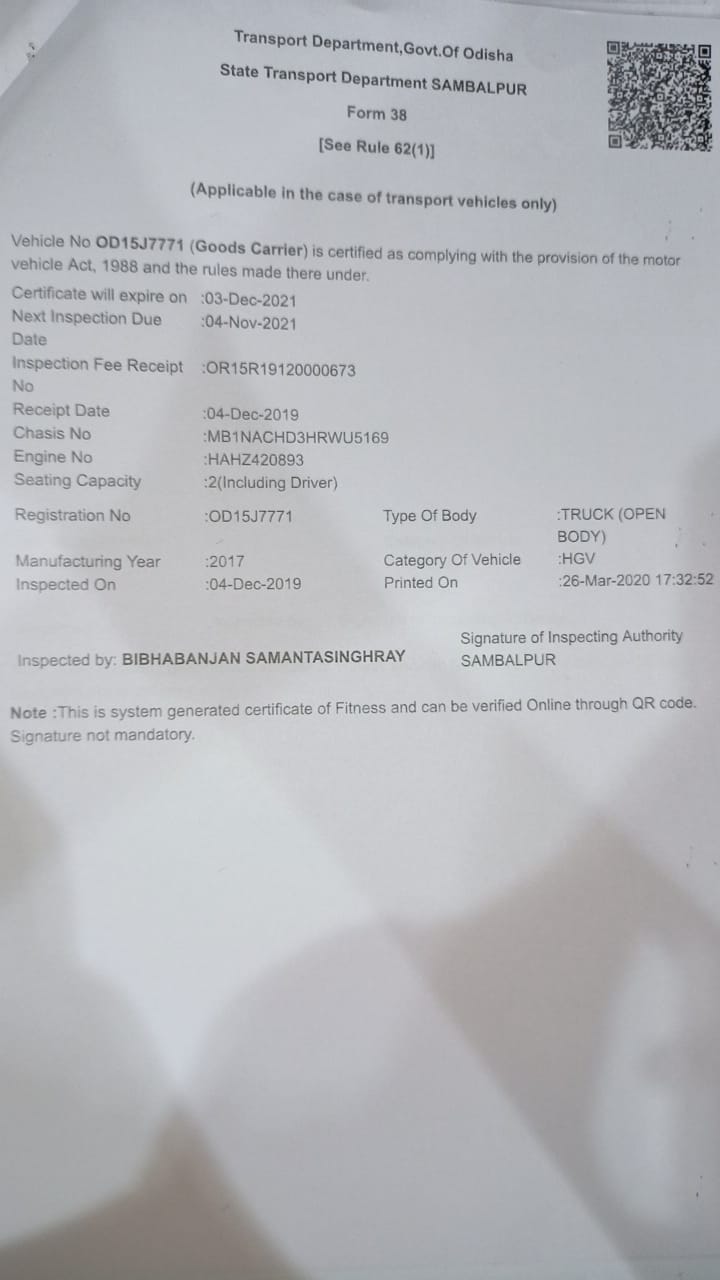 Transport Department,Govt.Of Odisha
State Transport Department SAMBALPUR
Form 38
[See Rule 62(1)]
(Applicable in the case of transport vehicles only)
Vehicle No OD15J7771 (Goods Carrier) is certified as complying with the provision of the motor
vehicle Act, 1988 and the rules made there under.
Certificate will expire on :03-Dec-2021
Next Inspection Due :04-Nov-2021
Date
Inspection Fee Receipt :OR15R19120000673
No
Receipt Date :04-Dec-2019
Chasis No :MB1NACHD3HRWU5169
Engine No :HAHZ420893
Seating Capacity :2(Including Driver)
Registration No :OD15J7771 Type Of Body :TRUCK (OPEN
BODY)
Manufacturing Year :2017 Category Of Vehicle :HGV
Inspected On :04-Dec-2019 Printed On :26-Mar-2020 17:32:52
Signature of Inspecting Authority
Inspected by: BIBHABANJAN SAMANTASINGHRAY SAMBALPUR
Note :This is system generated certificate of Fitness and can be verified Online through QR code.
Signature not mandatory.